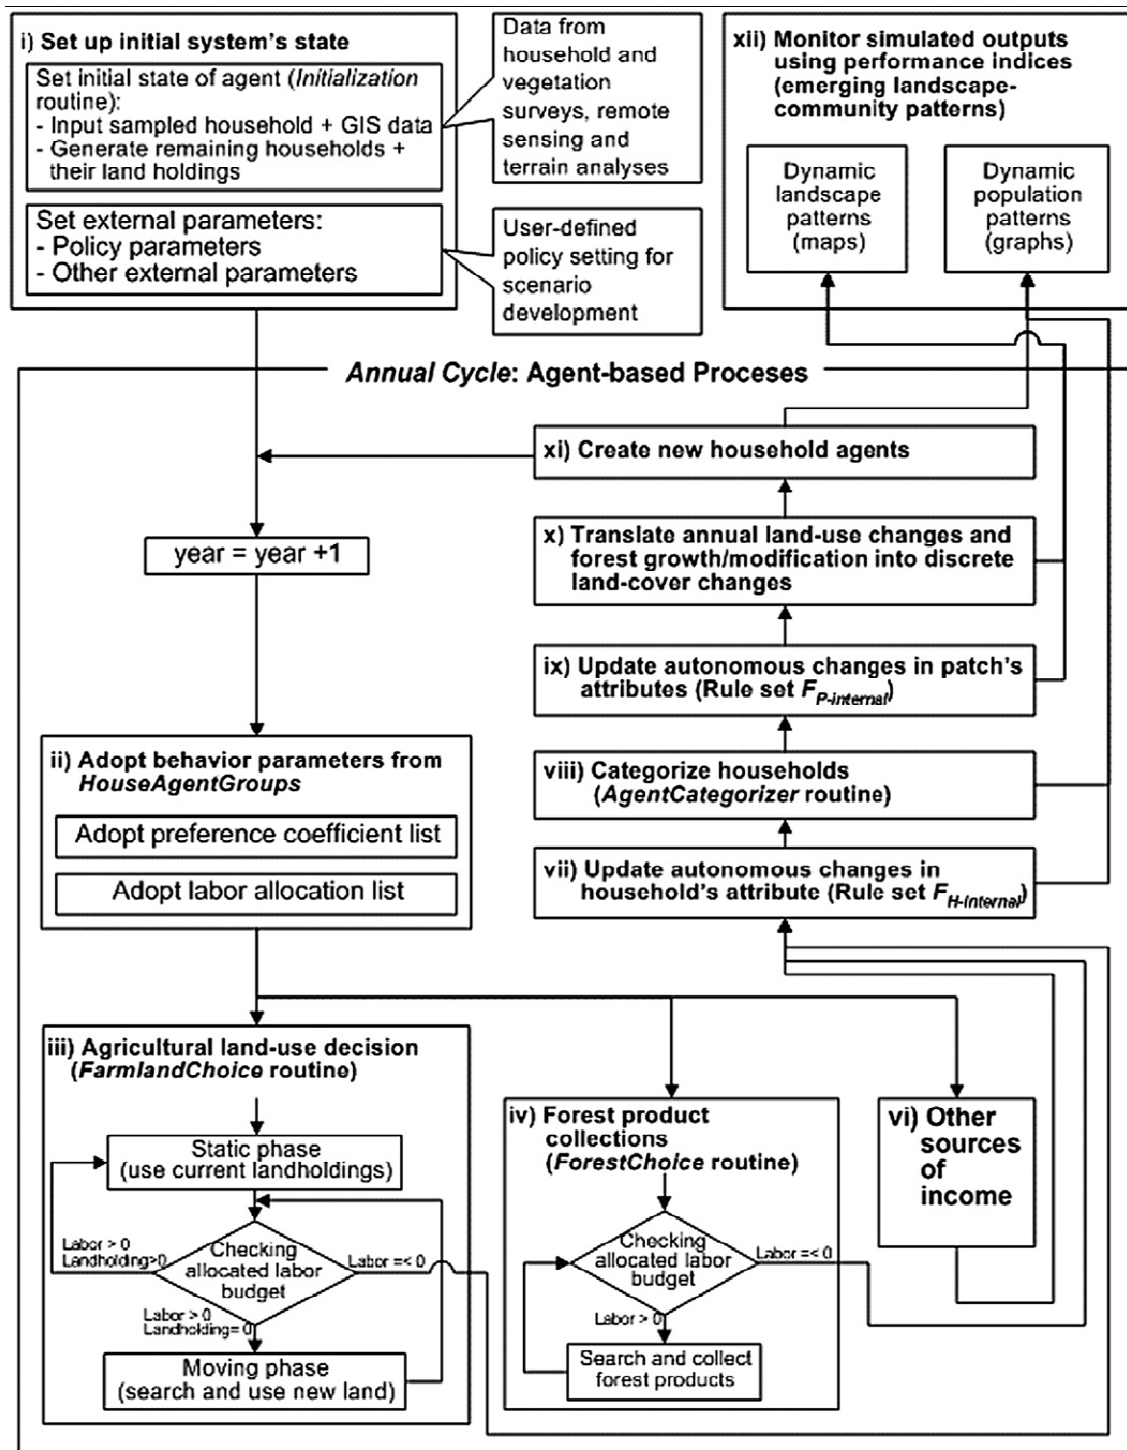 i) Set up initial system's state
Set initial state of agent (Initialization
routine):
- Input sampled household + GIS data
- Generate remaining households +
their land holdings
Set external parameters:
- Policy parameters
- Other external parameters
Data from
household and
vegetation
surveys, remote
sensing and
terrain analyses
User-defined
policy setting for
scenario
development
xii) Monitor simulated outputs
using performance indices
(emerging landscape-
community patterns)
Dynamic
landscape
patterns
(maps)
Dynamic
population
patterns
(graphs)
Annual Cycle: Agent-based Proceses
xi) Create new household agents
year = year +1
x) Translate annual land-use changes and
forest growth/modification into discrete
land-cover changes
ix) Update autonomous changes in patch's
attributes (Rule set F P-internal)
viii) Categorize households
(AgentCategorizer routine)
vii) Update autonomous changes in
household's attribute (Rule set F H-internal)
ii) Adopt behavior parameters from
HouseAgentGroups
Adopt preference coefficient list
Adopt labor allocation list
iii) Agricultural land-use decision
(FarmlandChoice routine)
Static phase
(use current landholdings)
Labor > 0
Landholding>0
Checking
allocated labor
budget
Labor =< 0
Labor > 0
Landholding= 0
Moving phase
(search and use new land)
iv) Forest product
collections
(ForestChoice routine)
Checking
allocated labor
budget
Labor =< 0
Labor > 0
Search and collect
forest products
vi) Other
sources
of
income